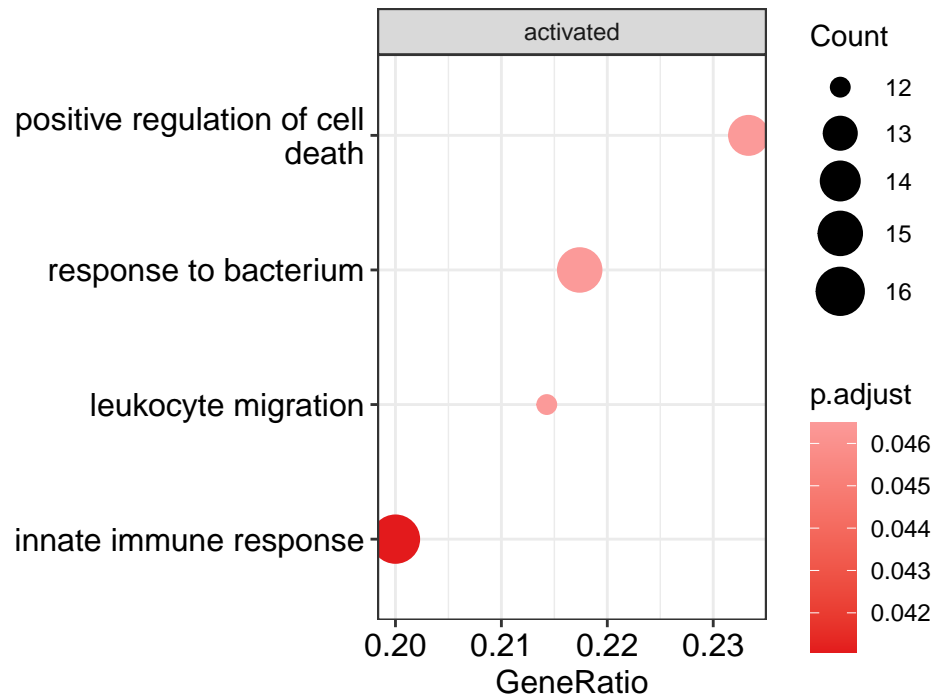 activated
positive regulation of cell
death
response to bacterium
leukocyte migration
innate immune response
0.20 0.21 0.22 0.23
GeneRatio
Count
12
13
14
15
16
p.adjust
0.046
0.045
0.044
0.043
0.042